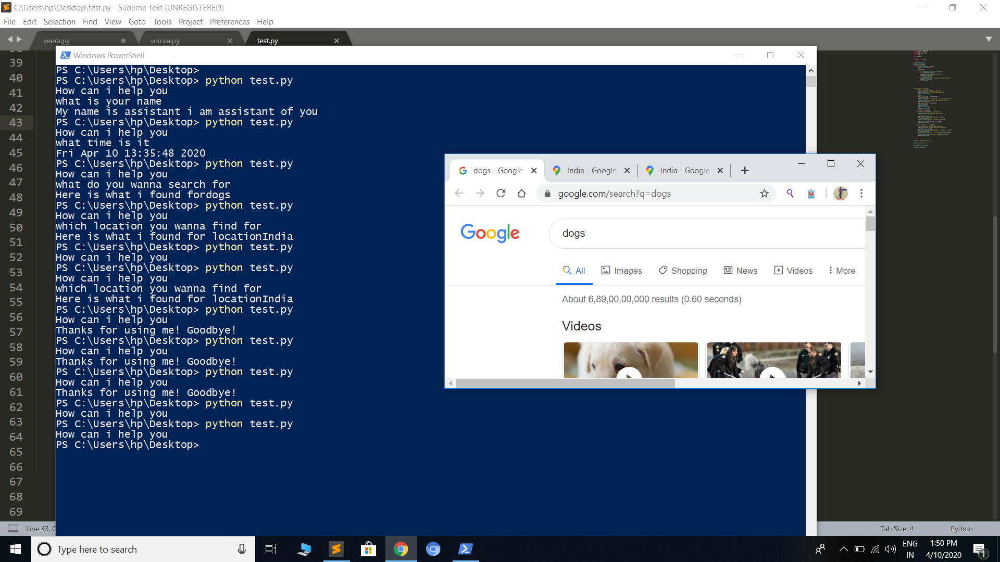 C:\Users\hp\Desktop\test.py - Sublime Text (UNREGISTERED)
File Edit Selection Find View Goto Tools Project Preferences Help
veera.py voicea.py test.py
Windows PowerShell
39
40
41
42
43
44
45
46
47
48
49
50
51
52
53
54
55
56
57
58
59
60
61
62
63
64
65
66
67
68
69
PS C:\Users\hp\Desktop>
PS C:\Users\hp\Desktop> python test.py
How can i help you
what is your name
My name is assistant i am assistant of you
PS C:\Users\hp\Desktop> python test.py
How can i help you
what time is it
Fri Apr 10 13:35:48 2020
PS C:\Users\hp\Desktop> python test.py
How can i help you
what do you wanna search for
Here is what i found fordogs
PS C:\Users\hp\Desktop> python test.py
How can i help you
which location you wanna find for
Here is what i found for locationIndia
PS C:\Users\hp\Desktop> python test.py
How can i help you
PS C:\Users\hp\Desktop> python test.py
How can i help you
which location you wanna find for
Here is what i found for locationIndia
PS C:\Users\hp\Desktop> python test.py
How can i help you
Thanks for using me! Goodbye!
PS C:\Users\hp\Desktop> python test.py
How can i help you
Thanks for using me! Goodbye!
PS C:\Users\hp\Desktop> python test.py
How can i help you
Thanks for using me! Goodbye!
PS C:\Users\hp\Desktop> python test.py
How can i help you
PS C:\Users\hp\Desktop> python test.py
How can i help you
PS C:\Users\hp\Desktop>
dogs - Google India - Google India - Google
google.com/search?q=dogs
Google dogs
All Images Shopping News Videos More
About 6,89,00,00,000 results (0.60 seconds)
Videos
Line 43, Tab Size: 4 Python
Type here to search
ENG
IN
1:50 PM
4/10/2020
1